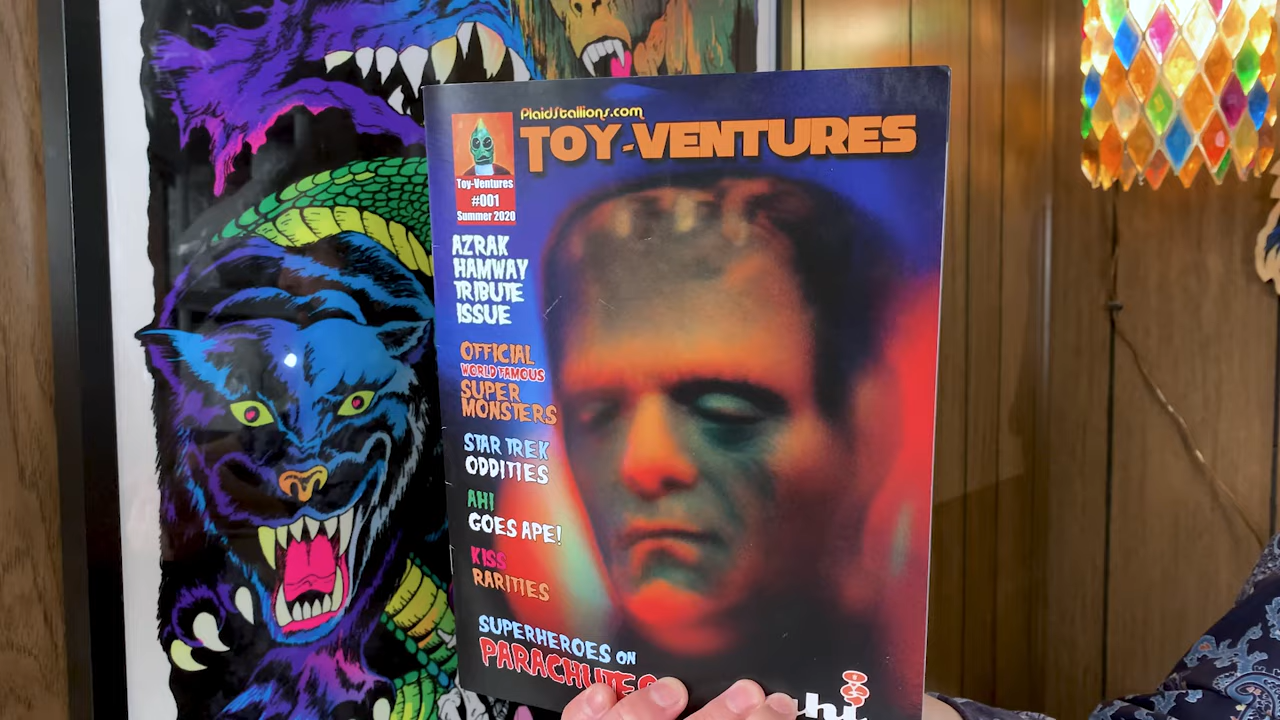 PlaidStallions.com
TOY-VENTURES
Toy-Ventures
#001
Summer 2020
AZRAK
HAMWAY
TRIBUTE
ISSUE
OFFICIAL
WORLD FAMOUS
SUPER
MONSTERS
STAR TREK
ODDITIES
AHI
GOES APE!
KISS
RARITIES
SUPERHEROES ON
ahi